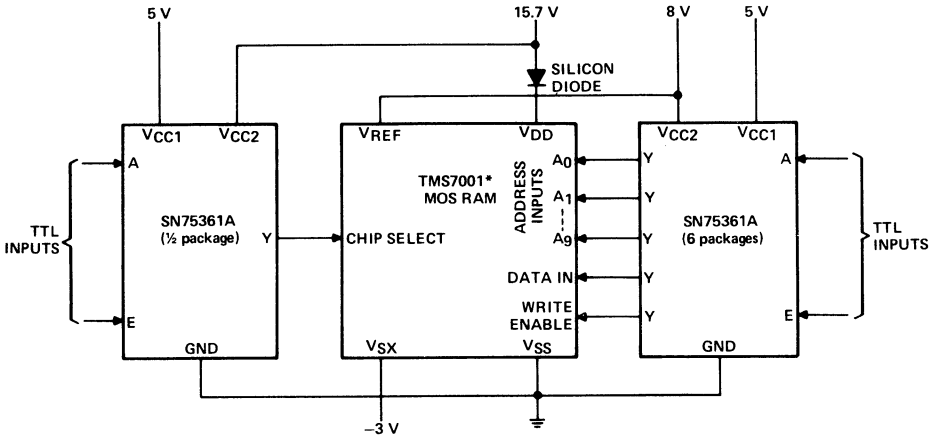 5 V
15.7 V
8 V
5 V
SILICON
DIODE
VCC1
VCC2
VREF
VDD
VCC2
VCC1
A
TTL
INPUTS
SN75361A
(½ package)
Y
E
GND
TMS7001*
MOS RAM
CHIP SELECT
ADDRESS
INPUTS
A0
A1
A9
DATA IN
WRITE
ENABLE
VSX
VSS
Y
Y
Y
Y
Y
SN75361A
(6 packages)
A
E
GND
TTL
INPUTS
–3 V